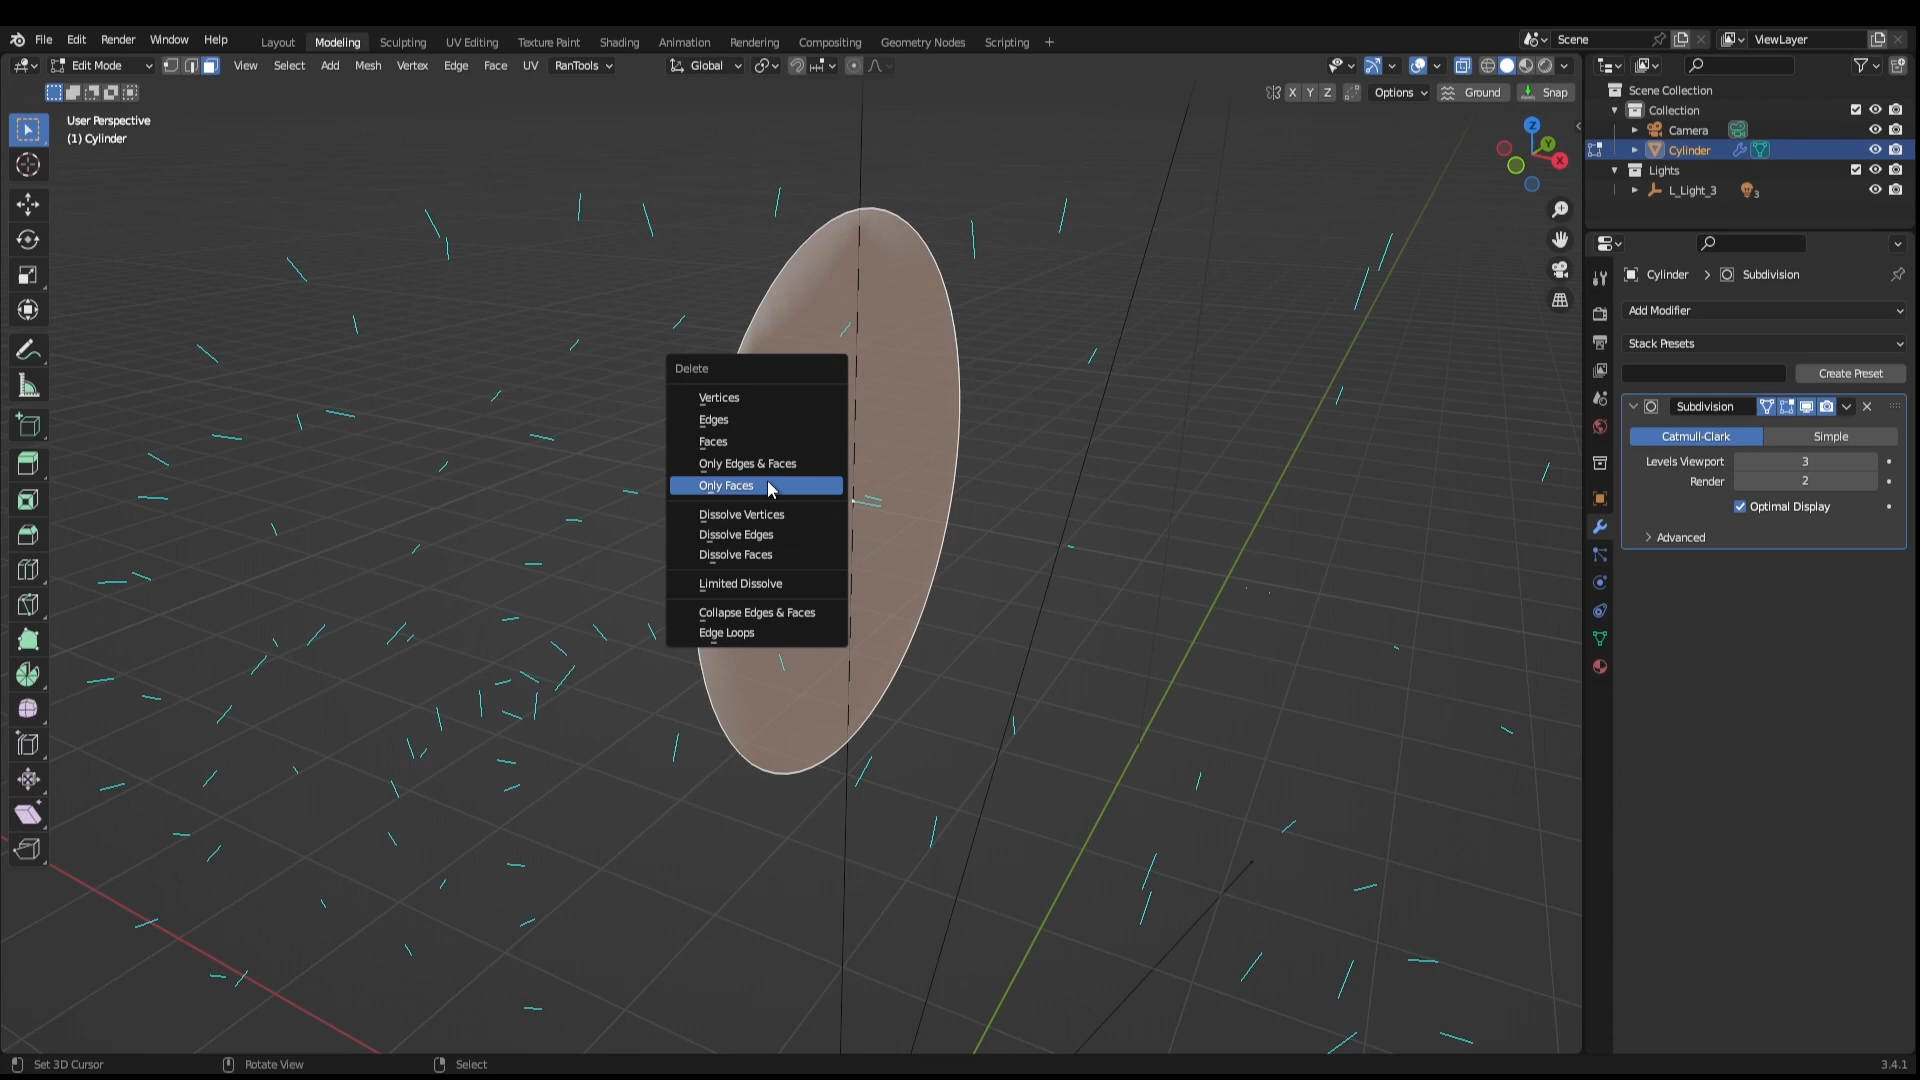 File Edit Render Window Help Layout Modeling Sculpting UV Editing Texture Paint Shading Animation Rendering Compositing Geometry Nodes Scripting + Scene ViewLayer
Edit Mode View Select Add Mesh Vertex Edge Face UV RanTools Global
X Y Z Options Ground Snap
User Perspective
(1) Cylinder
Z
Y
X
Delete
Vertices
Edges
Faces
Only Edges & Faces
Only Faces
Dissolve Vertices
Dissolve Edges
Dissolve Faces
Limited Dissolve
Collapse Edges & Faces
Edge Loops
Scene Collection
Collection
Camera
Cylinder
Lights
L_Light_3 3
Cylinder > Subdivision
Add Modifier
Stack Presets
Create Preset
Subdivision
Catmull-Clark Simple
Levels Viewport 3
Render 2
Optimal Display
Advanced
Set 3D Cursor Rotate View Select 3.4.1